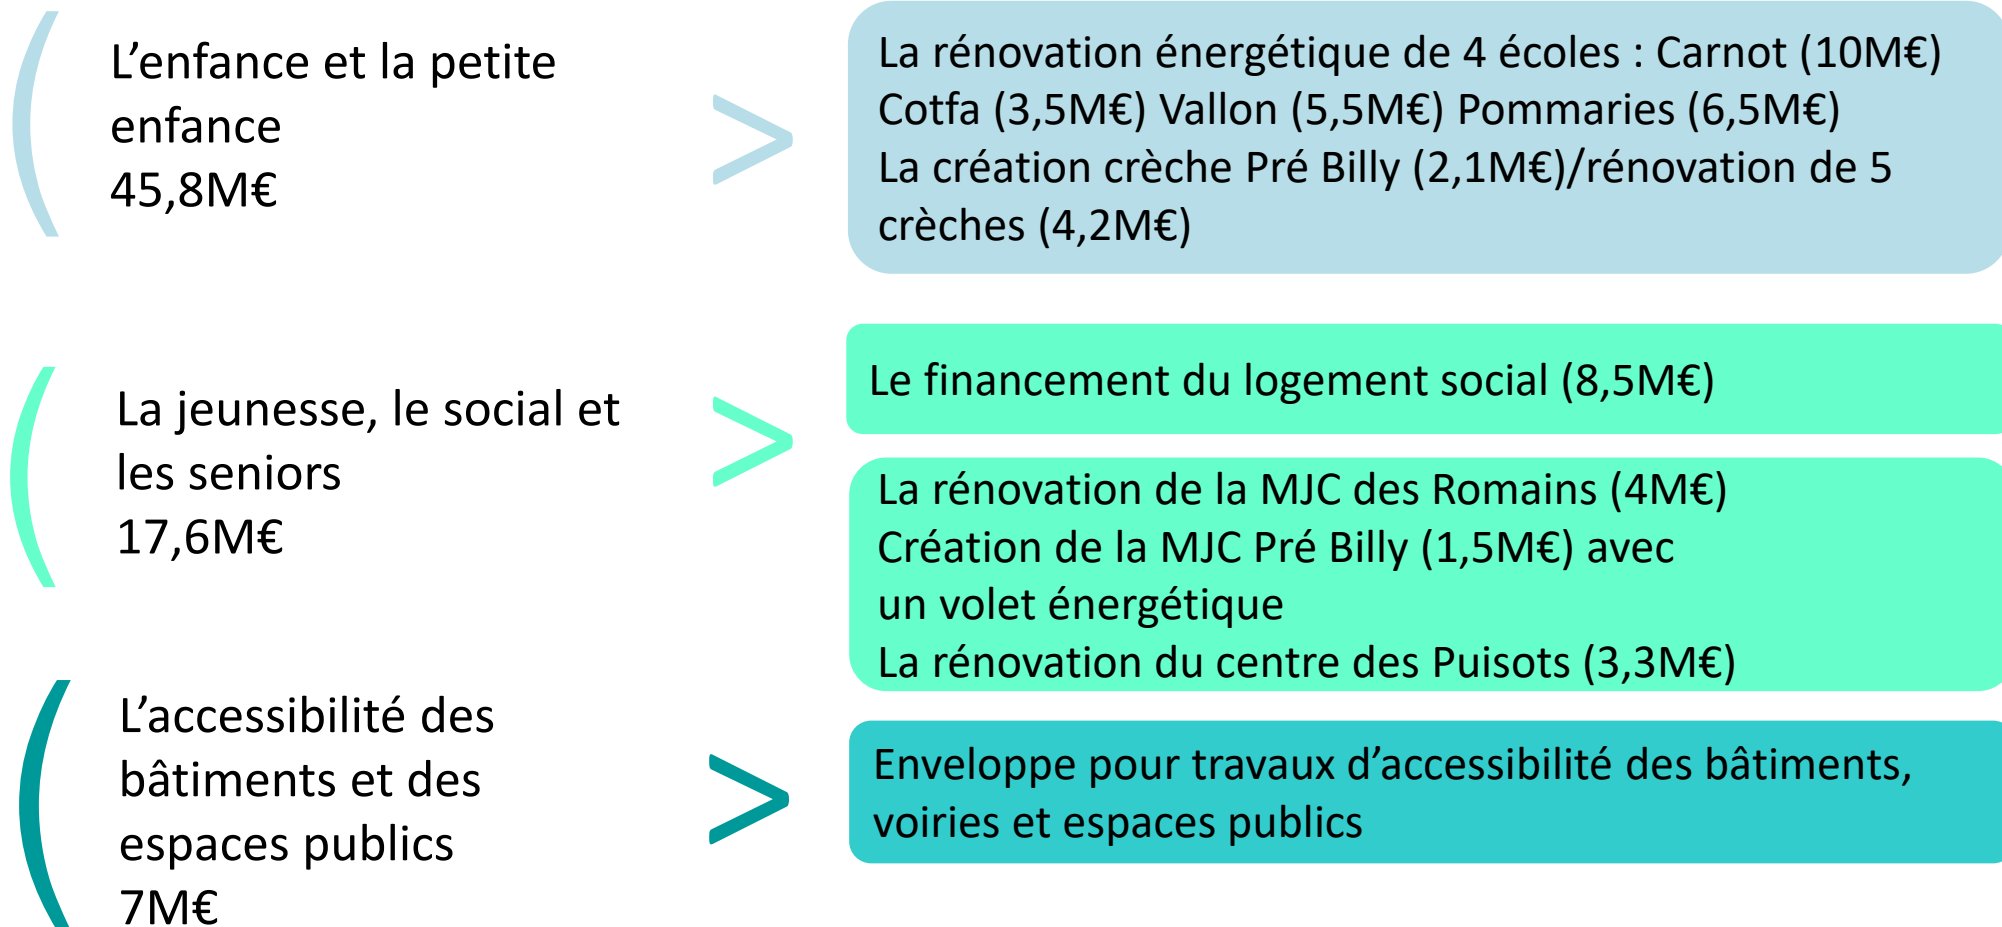 L’enfance et la petite
enfance
45,8M€
La rénovation énergétique de 4 écoles : Carnot (10M€)
Cotfa (3,5M€) Vallon (5,5M€) Pommaries (6,5M€)
La création crèche Pré Billy (2,1M€)/rénovation de 5
crèches (4,2M€)
La jeunesse, le social et
les seniors
17,6M€
Le financement du logement social (8,5M€)
La rénovation de la MJC des Romains (4M€)
Création de la MJC Pré Billy (1,5M€) avec
un volet énergétique
La rénovation du centre des Puisots (3,3M€)
L’accessibilité des
bâtiments et des
espaces publics
7M€
Enveloppe pour travaux d’accessibilité des bâtiments,
voiries et espaces publics